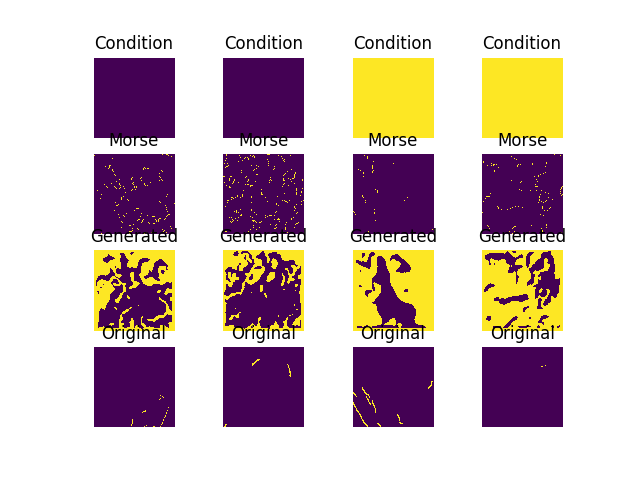 Condition Condition Condition Condition
Morse Morse Morse Morse
Generated Generated Generated Generated
Original Original Original Original